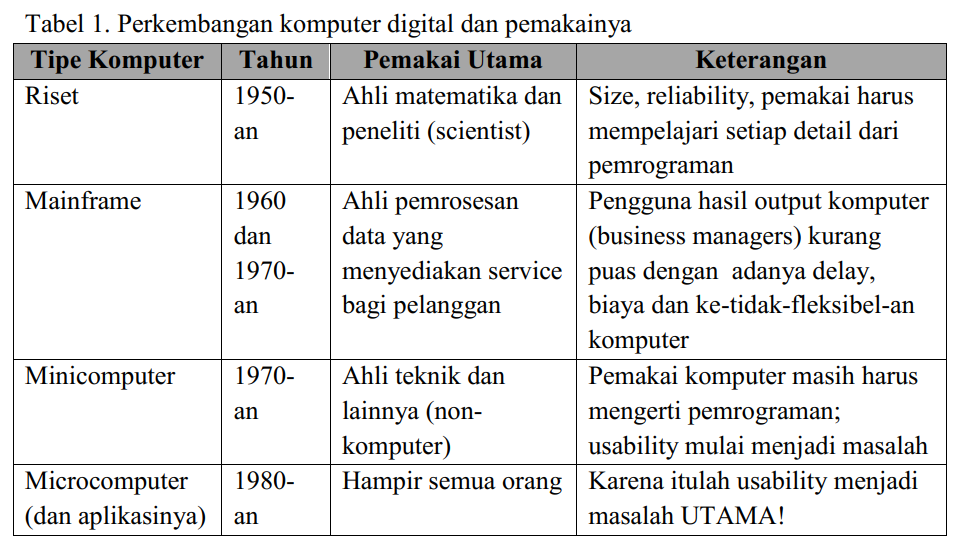 Tabel 1. Perkembangan komputer digital dan pemakainya
Tipe Komputer Tahun Pemakai Utama Keterangan
Riset 1950- Ahli matematika dan Size, reliability, pemakai harus
an peneliti (scientist) mempelajari setiap detail dari
pemrograman
Mainframe 1960 Ahli pemrosesan Pengguna hasil output komputer
dan data yang (business managers) kurang
1970- menyediakan service puas dengan adanya delay,
an bagi pelanggan biaya dan ke-tidak-fleksibel-an
komputer
Minicomputer 1970- Ahli teknik dan Pemakai komputer masih harus
an lainnya (non- mengerti pemrograman;
komputer) usability mulai menjadi masalah
Microcomputer 1980- Hampir semua orang Karena itulah usability menjadi
(dan aplikasinya) an masalah UTAMA!